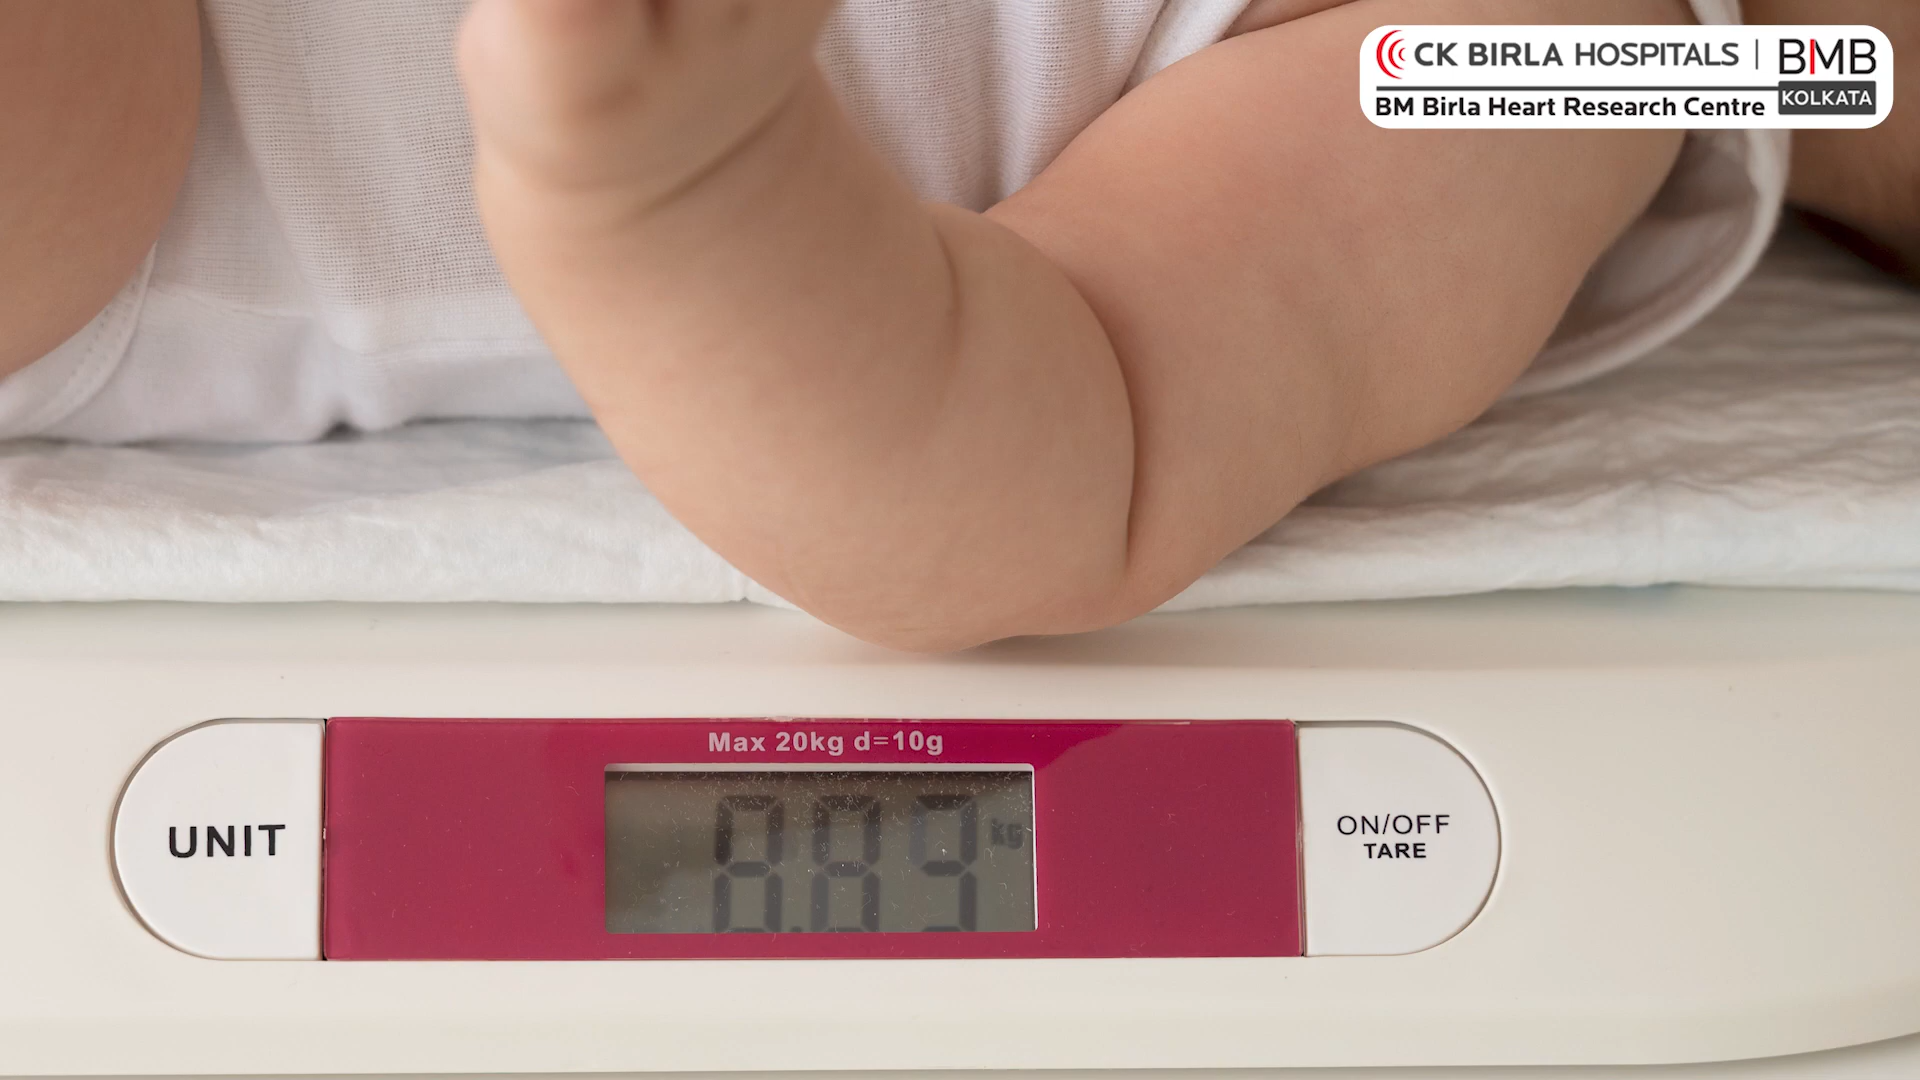 CK BIRLA HOSPITALS | BMB
BM Birla Heart Research Centre KOLKATA
Max 20kg d=10g
UNIT
8.89 kg
ON/OFF
TARE